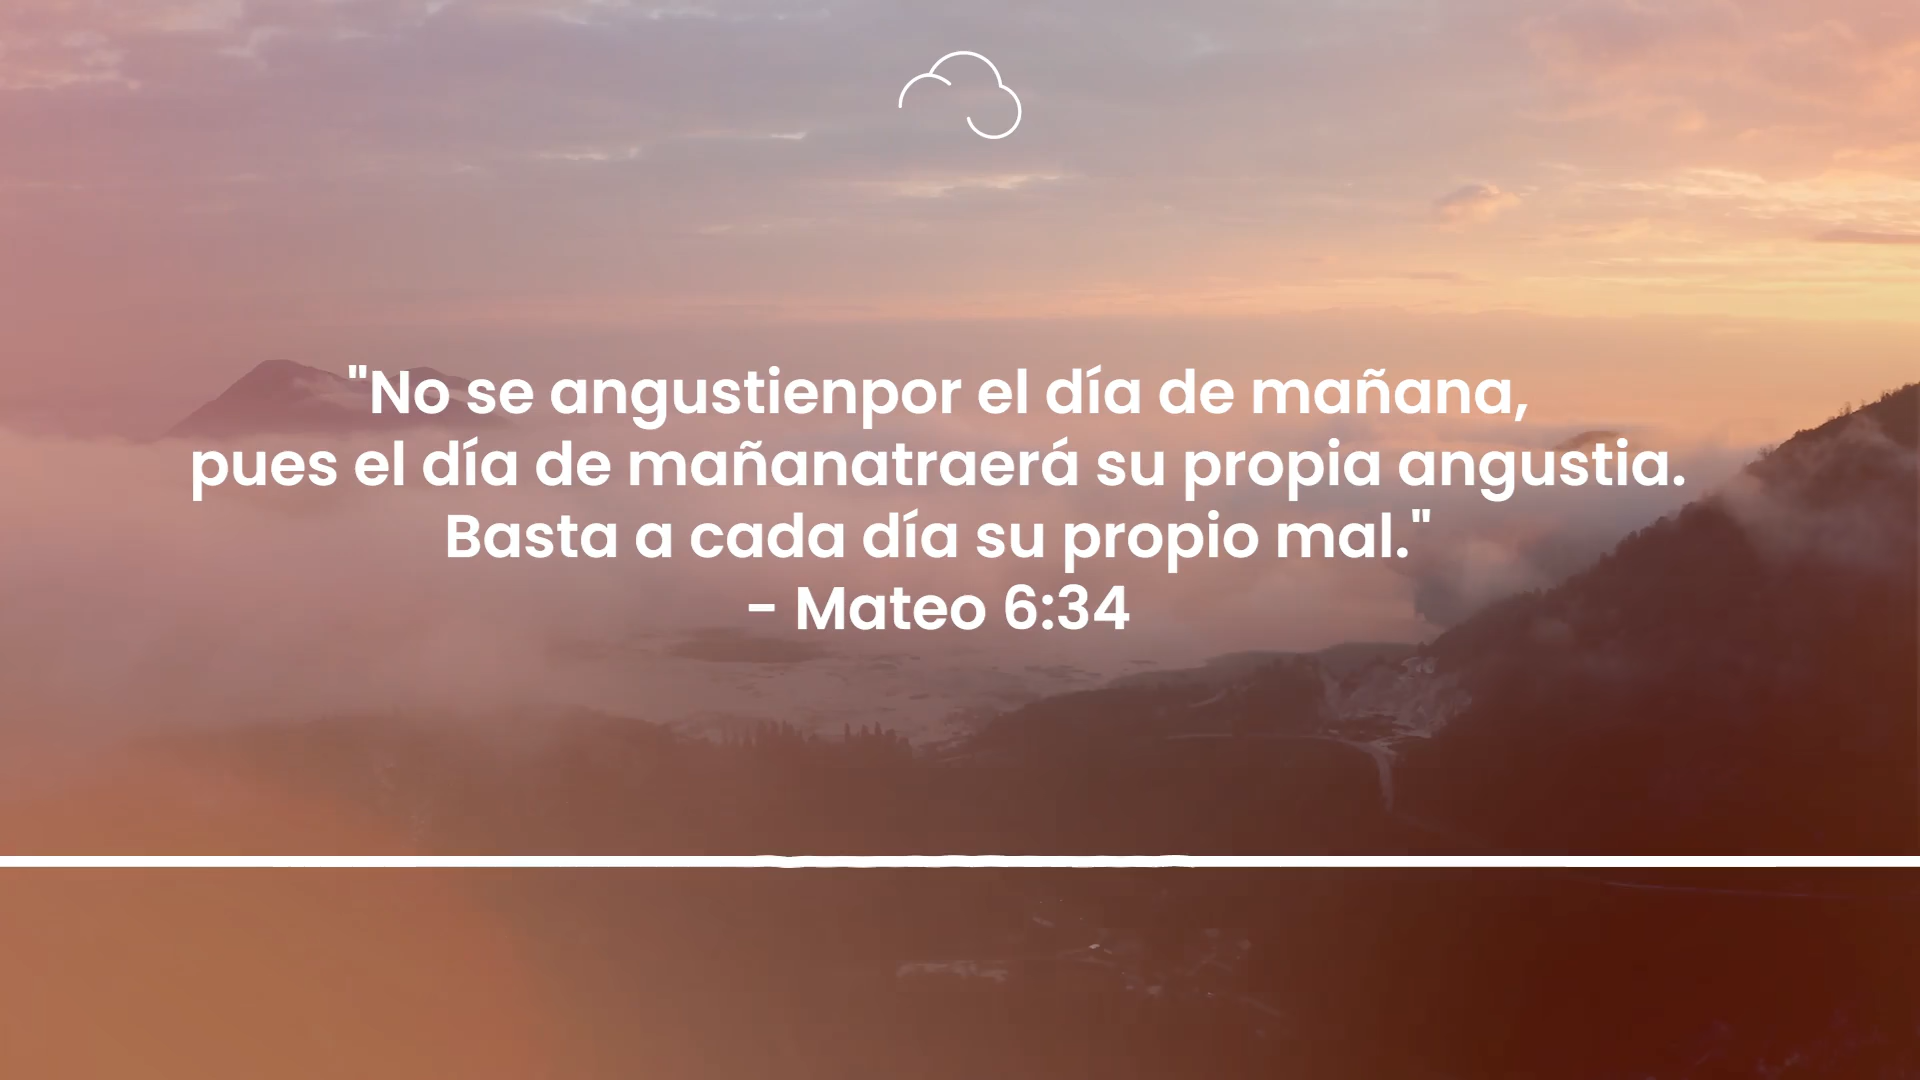 "No se angustienpor el día de mañana,
pues el día de mañanatraerá su propia angustia.
Basta a cada día su propio mal."
- Mateo 6:34